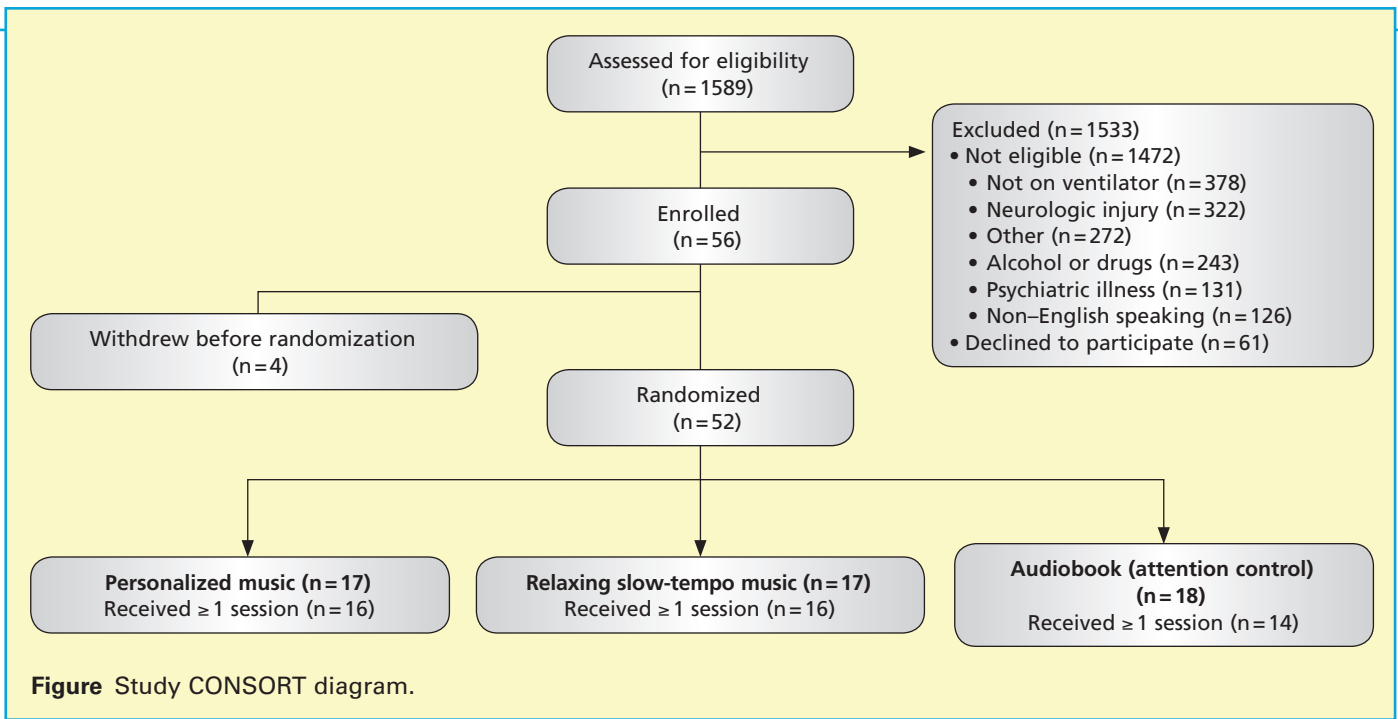 Assessed for eligibility
(n=1589)
Excluded (n=1533)
• Not eligible (n=1472)
• Not on ventilator (n=378)
• Neurologic injury (n=322)
• Other (n=272)
• Alcohol or drugs (n=243)
• Psychiatric illness (n=131)
• Non–English speaking (n=126)
• Declined to participate (n=61)
Enrolled
(n=56)
Withdrew before randomization
(n=4)
Randomized
(n=52)
Personalized music (n=17)
Received ≥1 session (n=16)
Relaxing slow-tempo music (n=17)
Received ≥1 session (n=16)
Audiobook (attention control)
(n=18)
Received ≥1 session (n=14)
Figure Study CONSORT diagram.